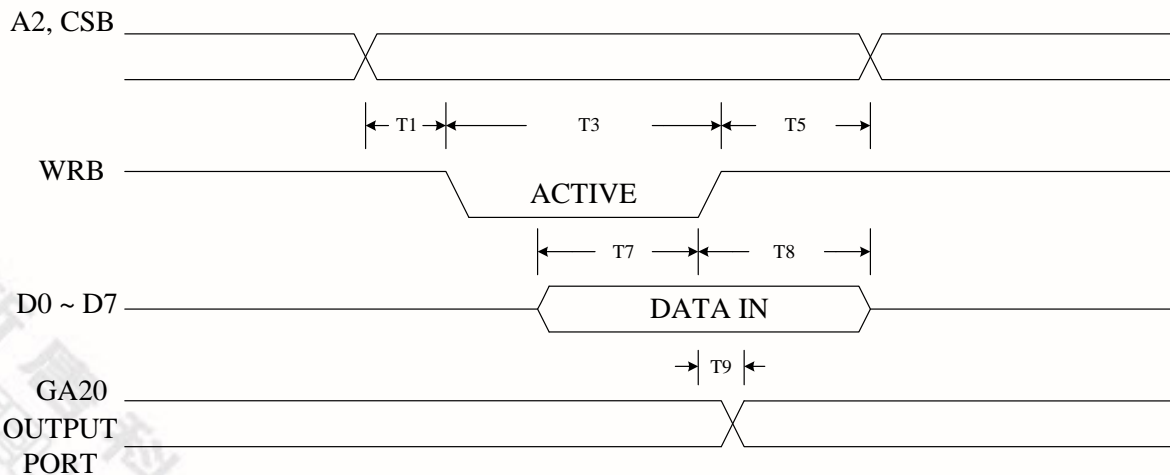 A2, CSB
T1
T3
T5
WRB
ACTIVE
T7
T8
D0 ~ D7
DATA IN
T9
GA20
OUTPUT
PORT